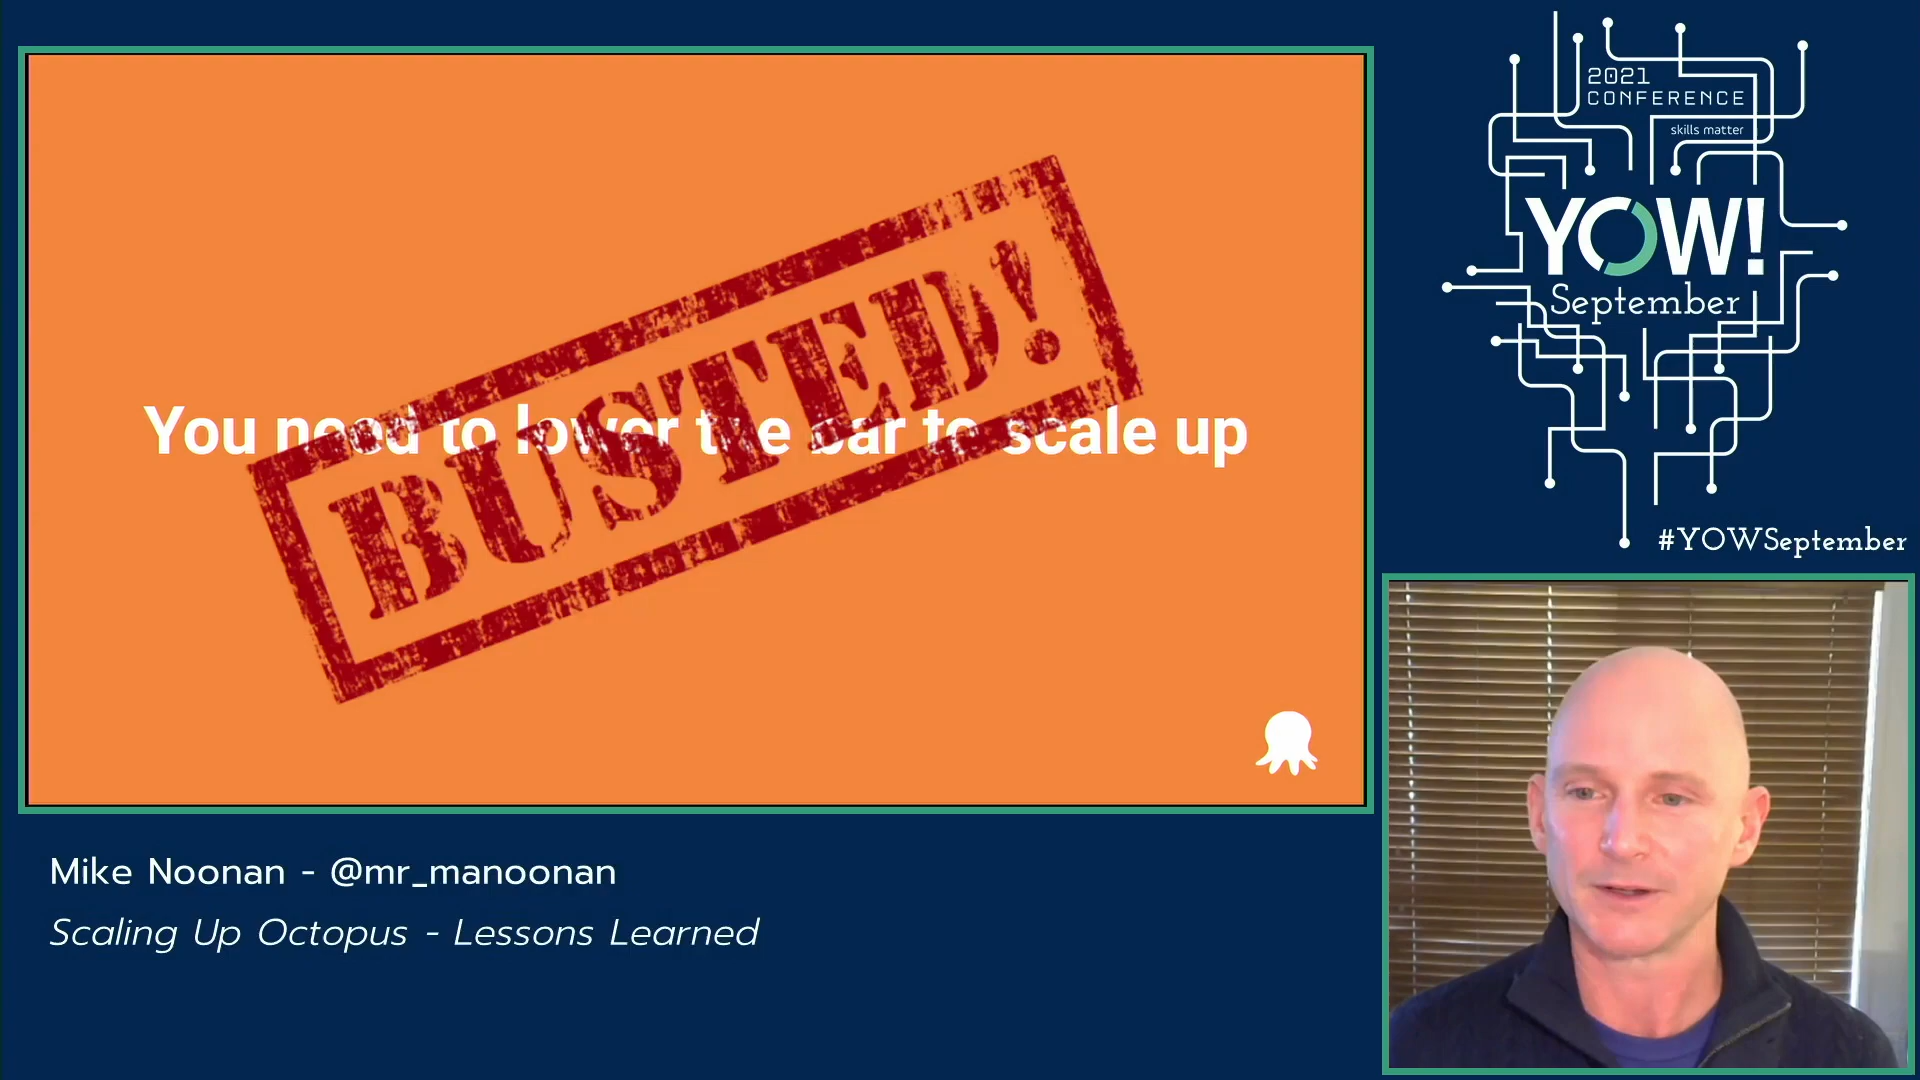 You need to lower the bar to scale up
BUSTED!
2021
CONFERENCE
skills matter
YOW!
September
#YOWSeptember
Mike Noonan - @mr_manoonan
Scaling Up Octopus - Lessons Learned